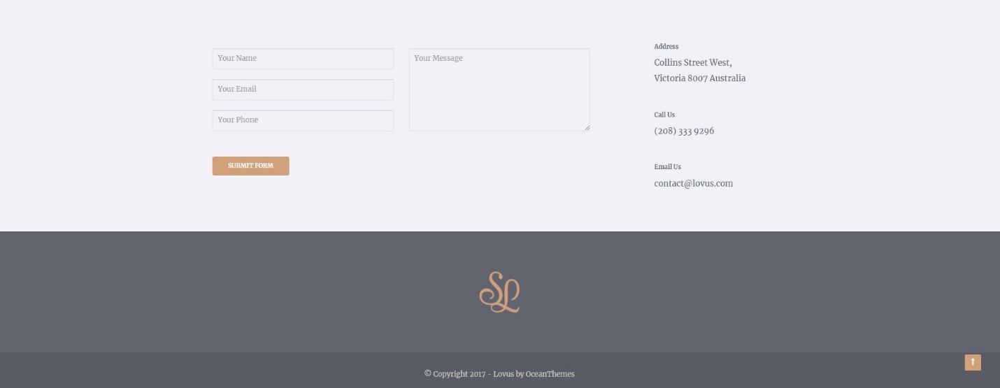 Your Name
Your Email
Your Phone
Your Message
SUBMIT FORM
Address
Collins Street West,
Victoria 8007 Australia
Call Us
(208) 333 9296
Email Us
contact@lovus.com
SL
© Copyright 2017 - Lovus by OceanThemes